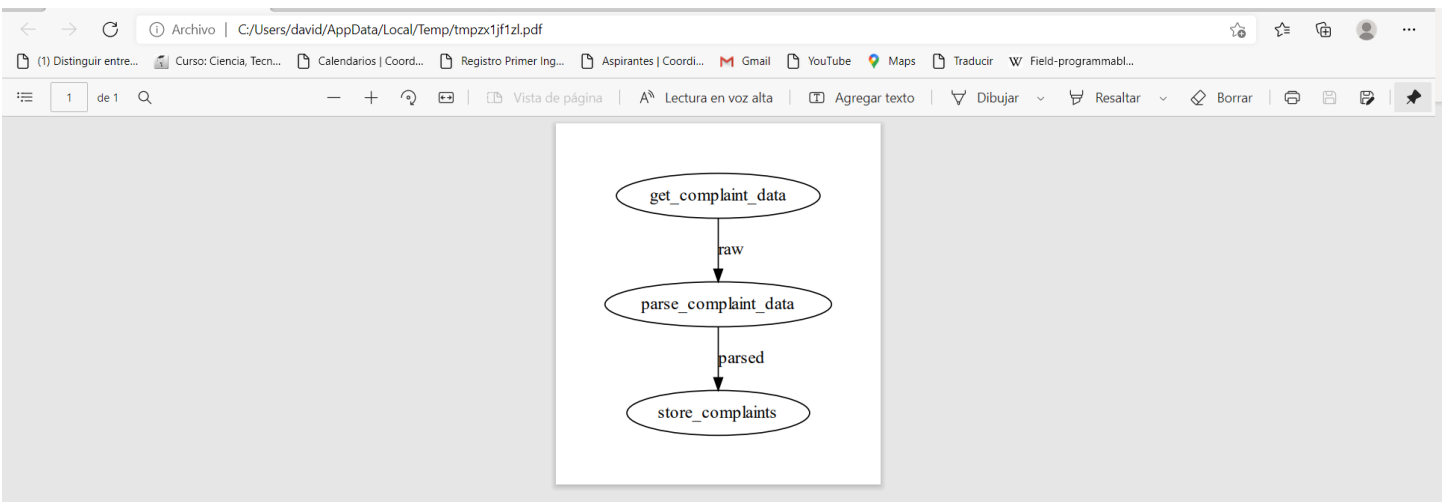 Archivo | C:/Users/david/AppData/Local/Temp/tmpzx1jf1zl.pdf
(1) Distinguir entre... Curso: Ciencia, Tecn... Calendarios | Coord... Registro Primer Ing... Aspirantes | Coordi... Gmail YouTube Maps Traducir Field-programmabl...
1 de 1 Vista de página Lectura en voz alta Agregar texto Dibujar Resaltar Borrar
get_complaint_data
raw
parse_complaint_data
parsed
store_complaints